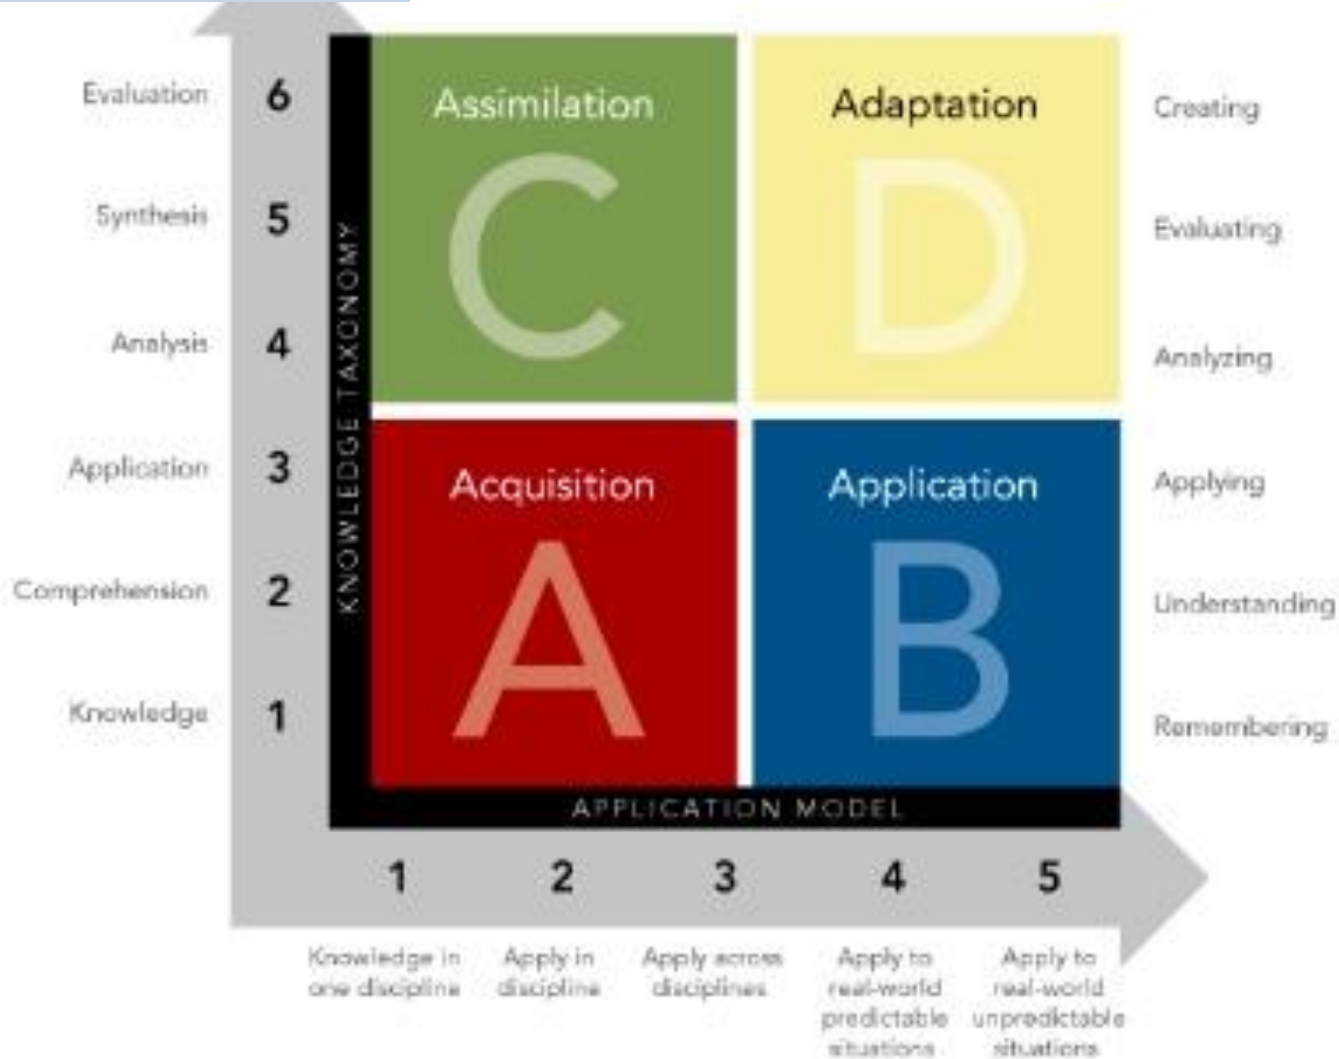 Evaluation 6 Assimilation Adaptation Creating
C D
Synthesis 5 Evaluating
Analysis 4 Analyzing
KNOWLEDGE TAXONOMY
Application 3 Acquisition Application Applying
A B
Comprehension 2 Understanding
Knowledge 1 Remembering
APPLICATION MODEL
1 2 3 4 5
Knowledge in Apply in Apply across Apply to Apply to
one discipline discipline disciplines real-world real-world
predictable unpredictable
situations situations